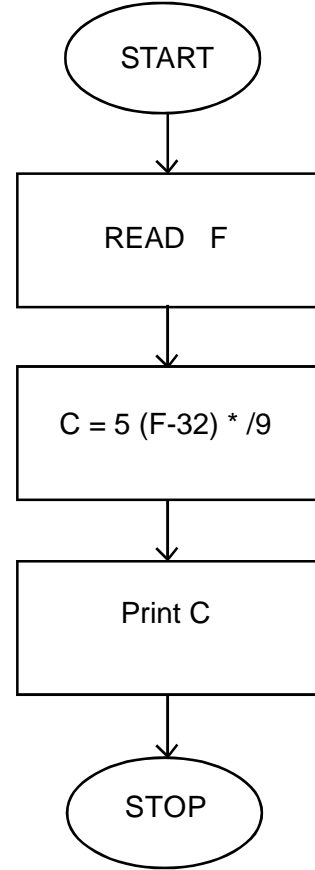 START
READ F
C = 5 (F-32) * /9
Print C
STOP